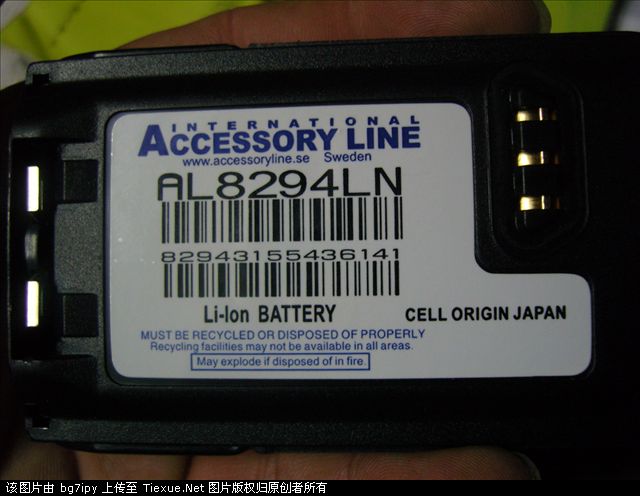 INTERNATIONAL
ACCESSORY LINE
www.accessoryline.se Sweden
AL8294LN
82943155436141
Li-Ion BATTERY
CELL ORIGIN JAPAN
MUST BE RECYCLED OR DISPOSED OF PROPERLY
Recycling facilities may not be available in all areas.
May explode if disposed of in fire.
该图片由 bg7ipy 上传至 Tiexue.Net 图片版权归原创者所有